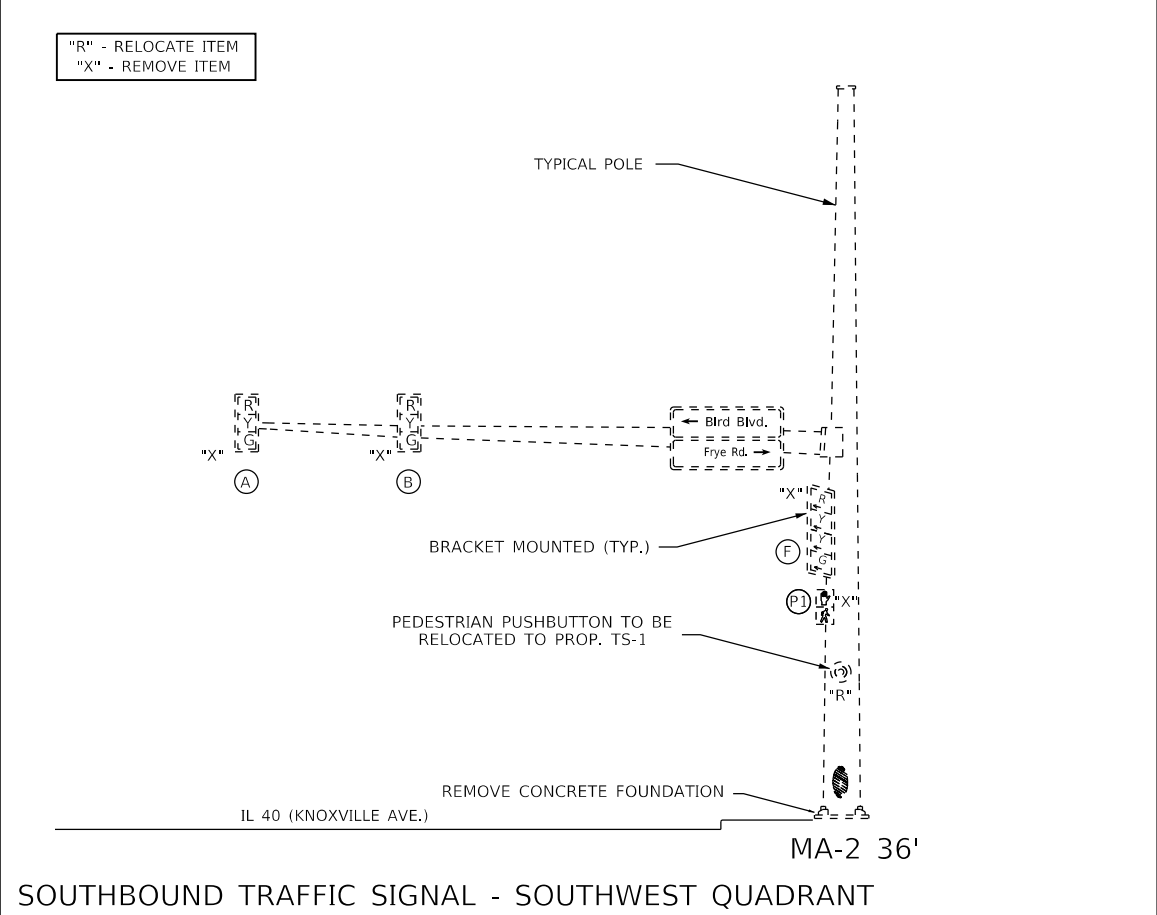 "R" - RELOCATE ITEM
"X" - REMOVE ITEM
TYPICAL POLE
R
Y
G
"X"
A
R
Y
G
"X"
B
← Bird Blvd.
Frye Rd. →
"X"
R
Y
Y
G
BRACKET MOUNTED (TYP.)
F
P1
"X"
PEDESTRIAN PUSHBUTTON TO BE
RELOCATED TO PROP. TS-1
"R"
REMOVE CONCRETE FOUNDATION
IL 40 (KNOXVILLE AVE.)
MA-2 36'
SOUTHBOUND TRAFFIC SIGNAL - SOUTHWEST QUADRANT